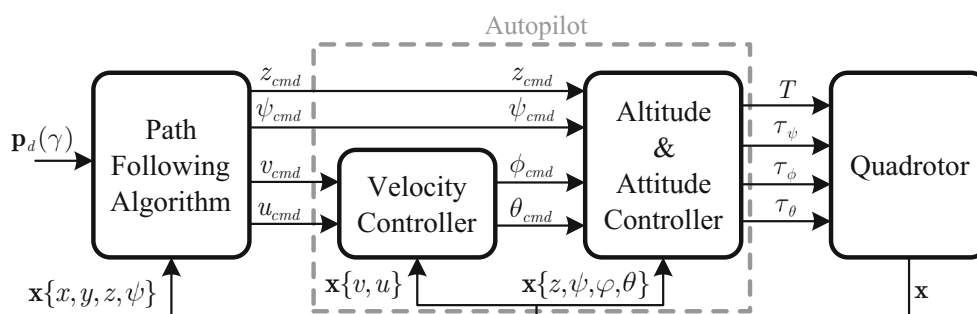 Autopilot
p_d(γ)
Path
Following
Algorithm
z_cmd
ψ_cmd
v_cmd
u_cmd
z_cmd
ψ_cmd
Velocity
Controller
ϕ_cmd
θ_cmd
Altitude
&
Attitude
Controller
T
τ_ψ
τ_ϕ
τ_θ
Quadrotor
x{x, y, z, ψ}
x{v, u}
x{z, ψ, φ, θ}
x